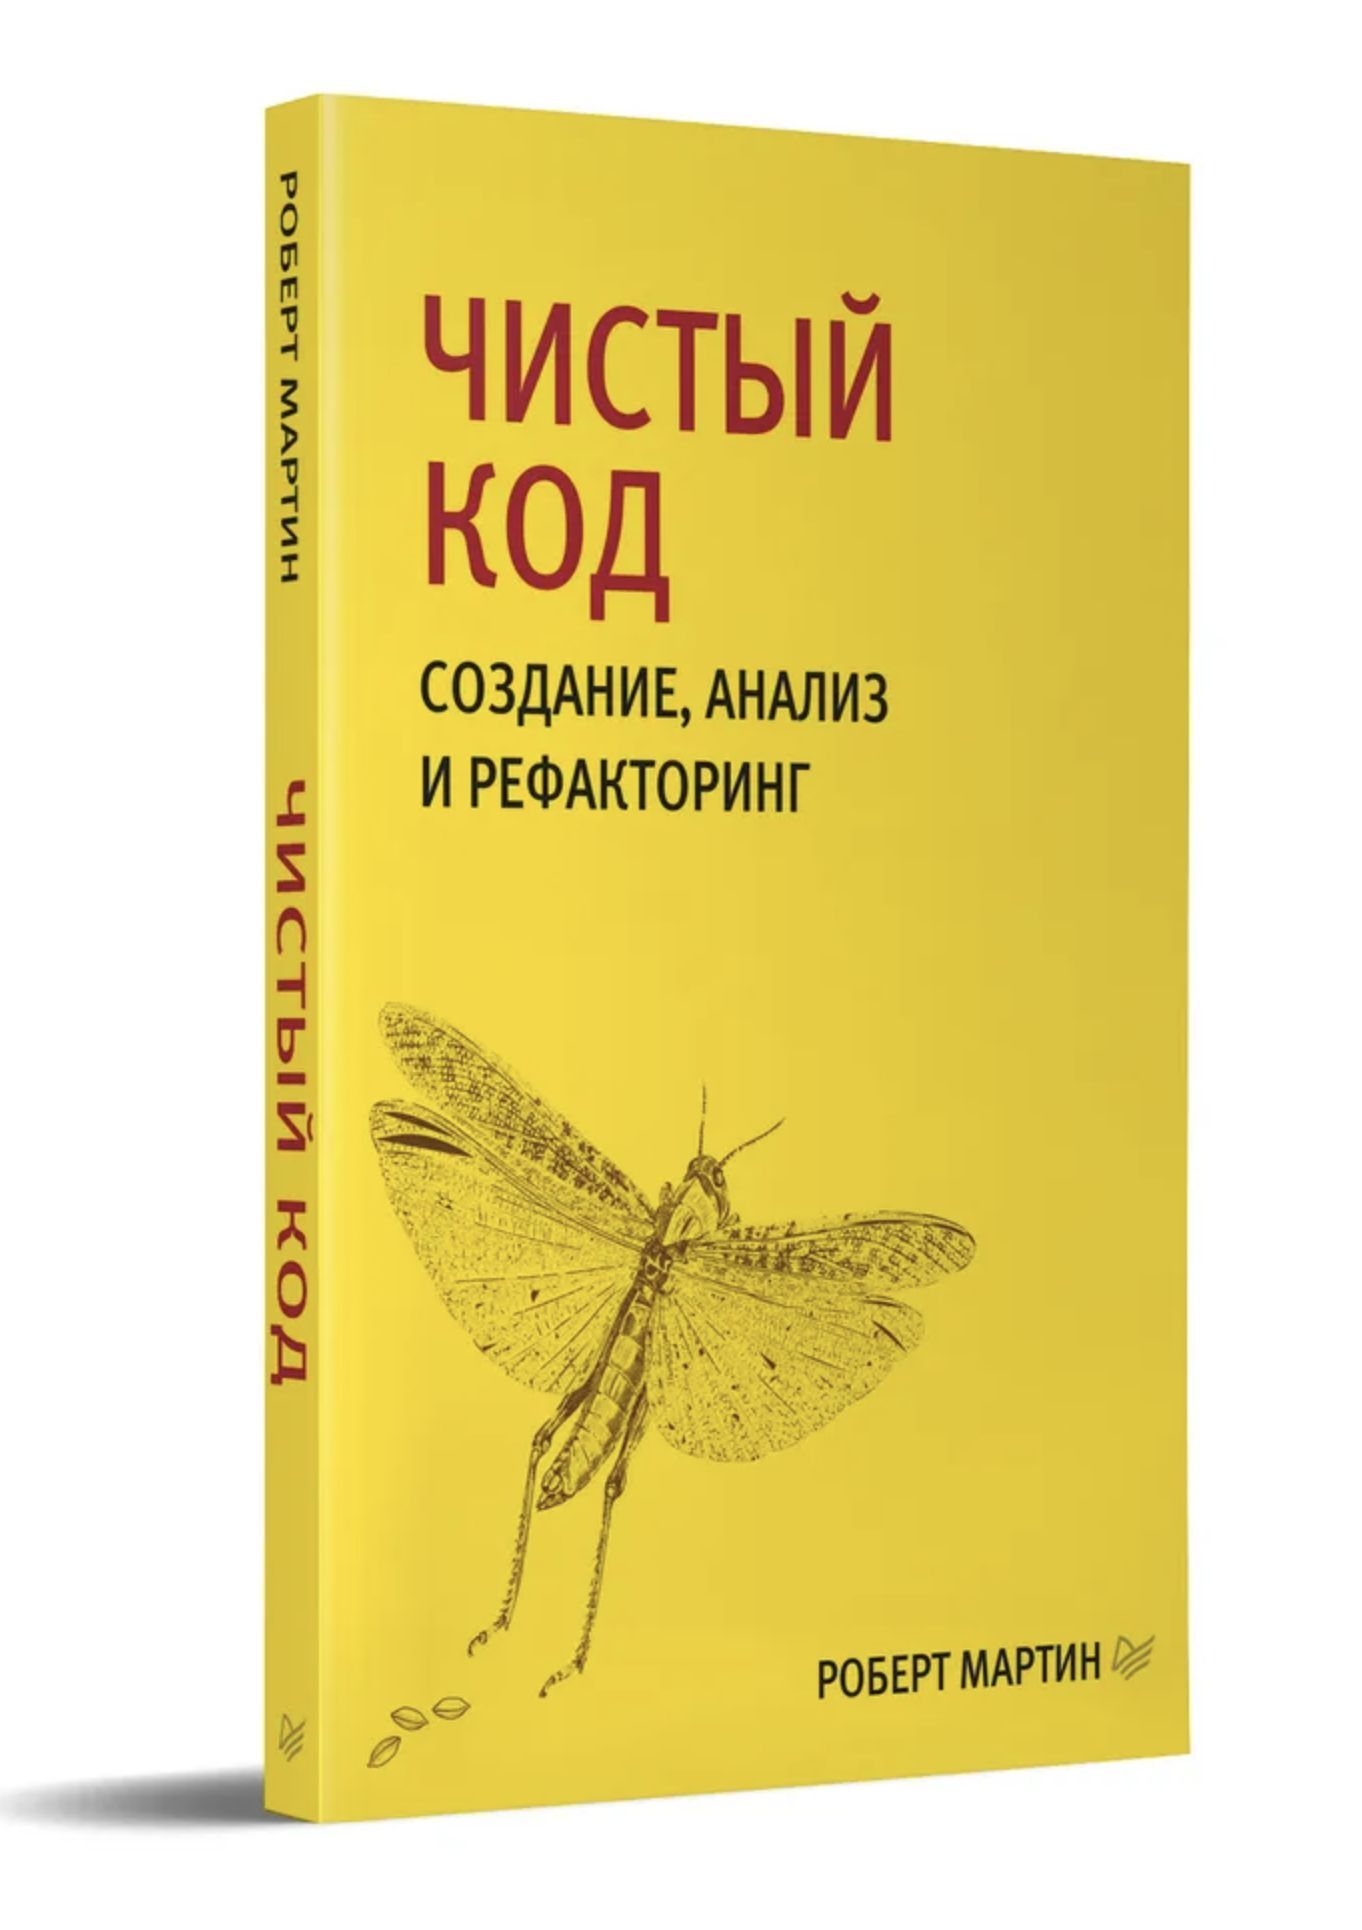 РОБЕРТ МАРТИН
ЧИСТЫЙ КОД
ЧИСТЫЙ
КОД
СОЗДАНИЕ, АНАЛИЗ
И РЕФАКТОРИНГ
РОБЕРТ МАРТИН